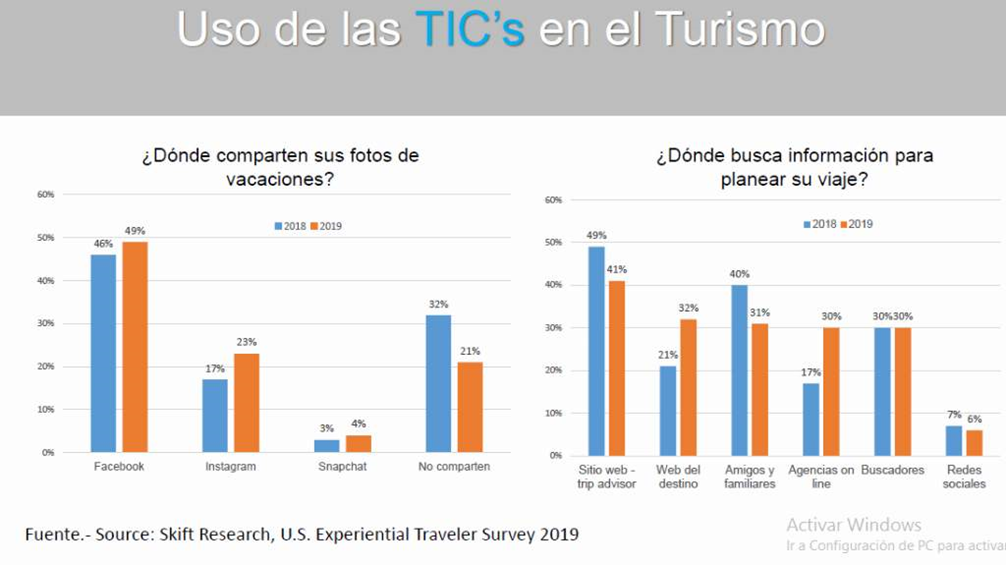 Uso de las TIC's en el Turismo
¿Dónde comparten sus fotos de
vacaciones?
60%
50%
40%
30%
20%
10%
0%
2018 2019
46% 49%
17% 23%
3% 4%
32% 21%
Facebook Instagram Snapchat No comparten
¿Dónde busca información para
planear su viaje?
60%
50%
40%
30%
20%
10%
0%
2018 2019
49% 41%
21% 32%
40% 31%
17% 30%
30% 30%
7% 6%
Sitio web -
trip advisor
Web del
destino
Amigos y
familiares
Agencias on
line
Buscadores
Redes
sociales
Fuente.- Source: Skift Research, U.S. Experiential Traveler Survey 2019
Activar Windows
Ir a Configuración de PC para activar